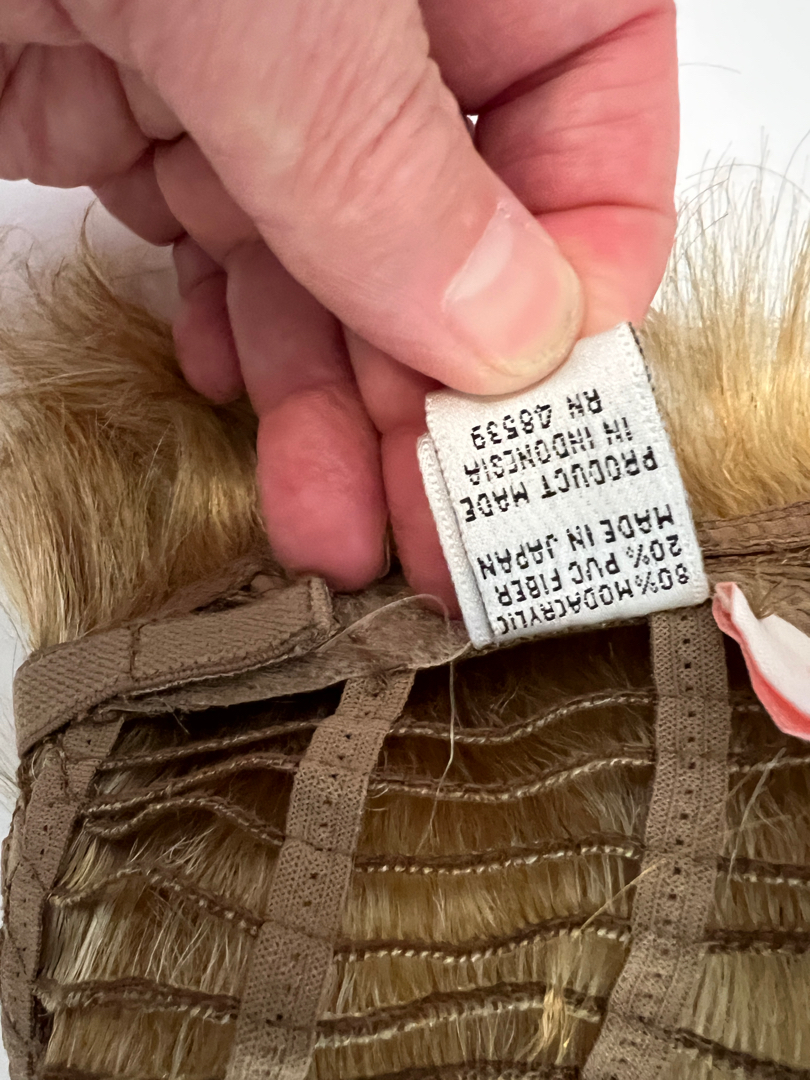 80% MODACRYLIC
20% PVC FIBER
MADE IN JAPAN
PRODUCT MADE
IN INDONESIA
RN 48539